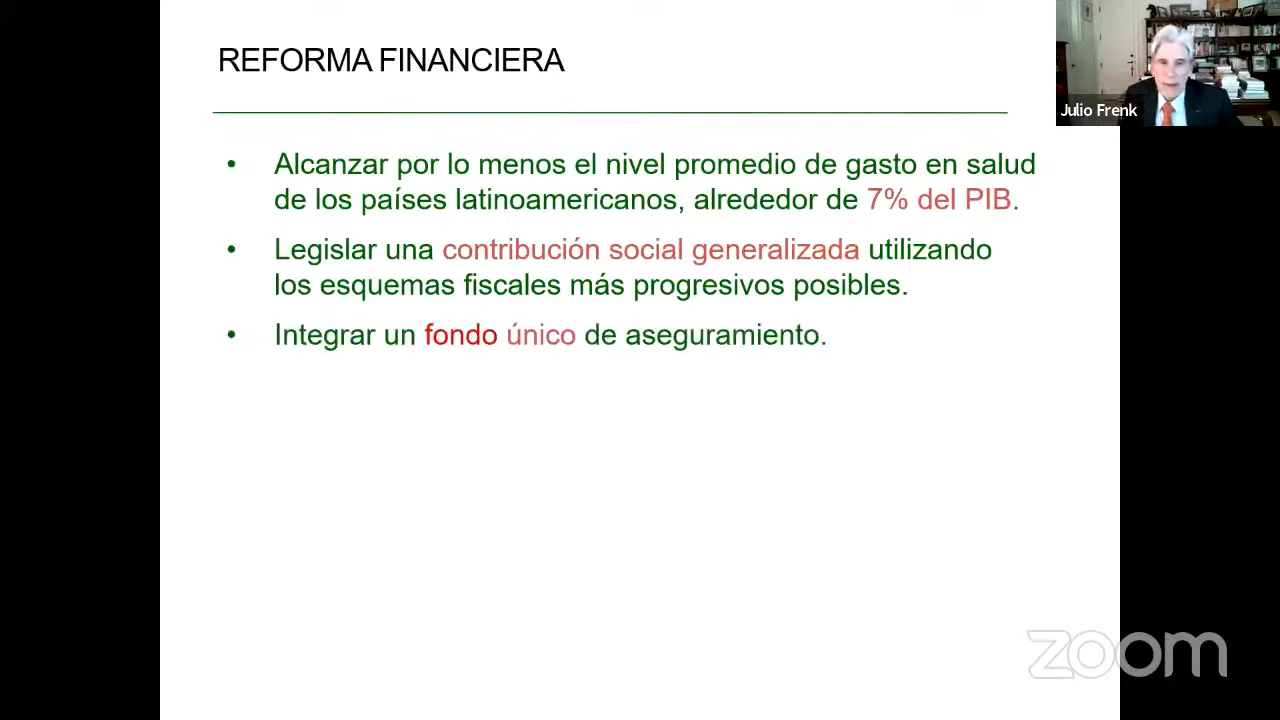 REFORMA FINANCIERA
Julio Frenk
• Alcanzar por lo menos el nivel promedio de gasto en salud
de los países latinoamericanos, alrededor de 7% del PIB.
• Legislar una contribución social generalizada utilizando
los esquemas fiscales más progresivos posibles.
• Integrar un fondo único de aseguramiento.
zoom